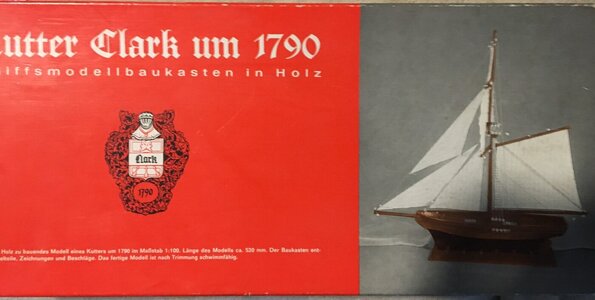 utter Clark um 1790
iffsmodellbaukasten in Holz
Clark
1790
Holz zu bauendes Modell eines Kutters um 1790 im Maßstab 1:100. Länge des Modells ca. 530 mm. Der Baukasten ent-
kteile, Zeichnungen und Beschläge. Das fertige Modell ist nach Trimmung schwimmfähig.